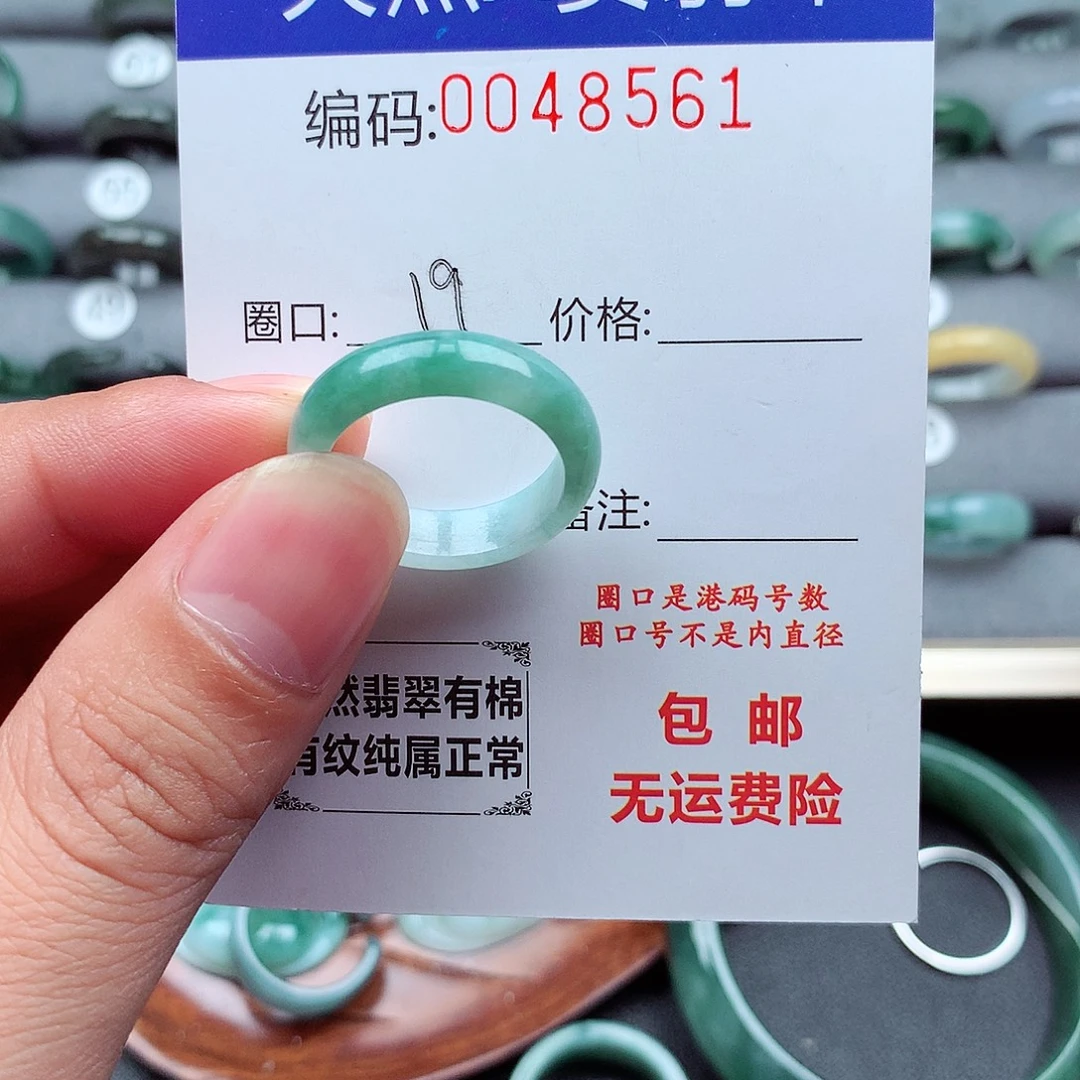 编码:0048561
圈口: 19 价格:
备注:
圈口是港码号数
圈口号不是内直径
然翡翠有棉
有纹纯属正常
包邮
无运费险